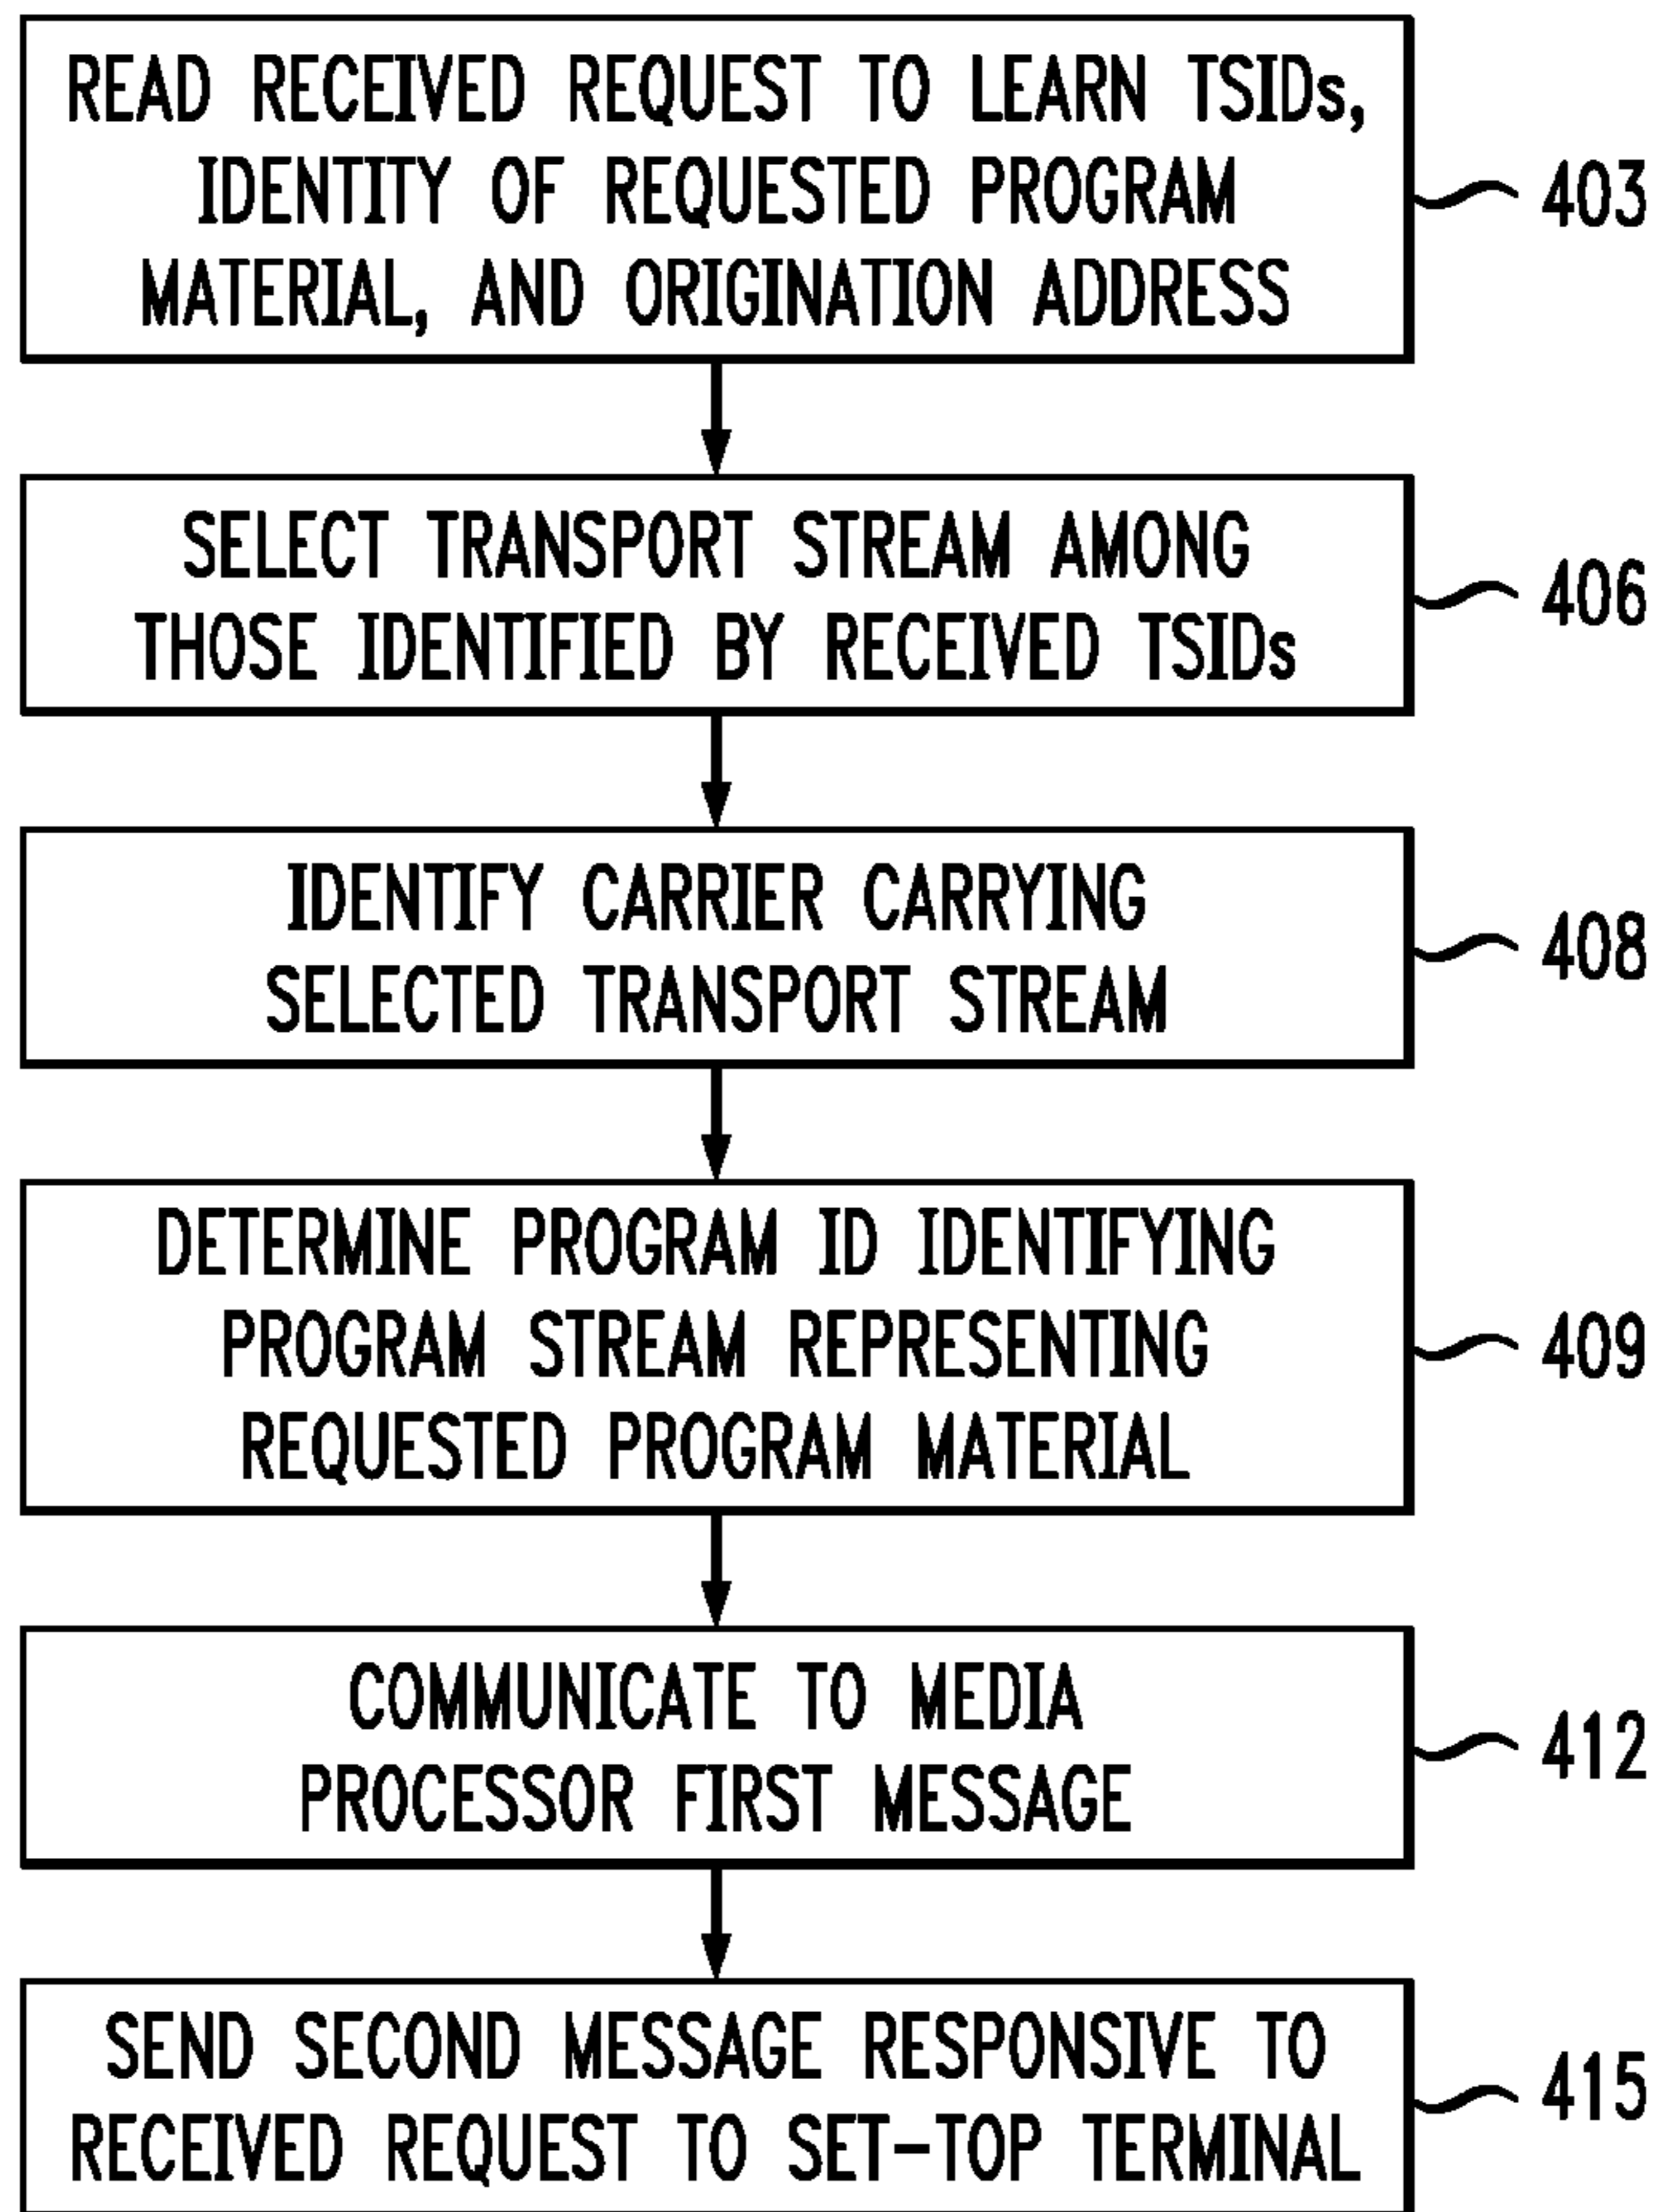 READ RECEIVED REQUEST TO LEARN TSIDs,
IDENTITY OF REQUESTED PROGRAM
MATERIAL, AND ORIGINATION ADDRESS
403
SELECT TRANSPORT STREAM AMONG
THOSE IDENTIFIED BY RECEIVED TSIDs
406
IDENTIFY CARRIER CARRYING
SELECTED TRANSPORT STREAM
408
DETERMINE PROGRAM ID IDENTIFYING
PROGRAM STREAM REPRESENTING
REQUESTED PROGRAM MATERIAL
409
COMMUNICATE TO MEDIA
PROCESSOR FIRST MESSAGE
412
SEND SECOND MESSAGE RESPONSIVE TO
RECEIVED REQUEST TO SET-TOP TERMINAL
415